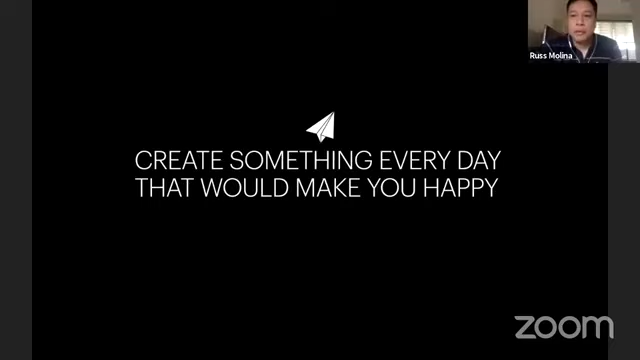 Russ Molina
CREATE SOMETHING EVERY DAY
THAT WOULD MAKE YOU HAPPY
zoom